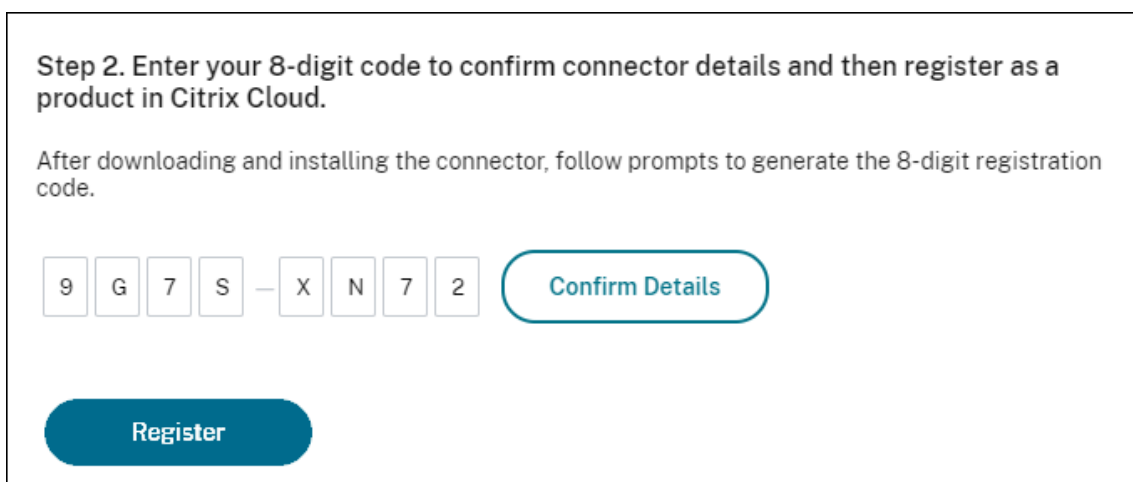 Step 2. Enter your 8-digit code to confirm connector details and then register as a
product in Citrix Cloud.
After downloading and installing the connector, follow prompts to generate the 8-digit registration
code.
9 G 7 S — X N 7 2 Confirm Details
Register